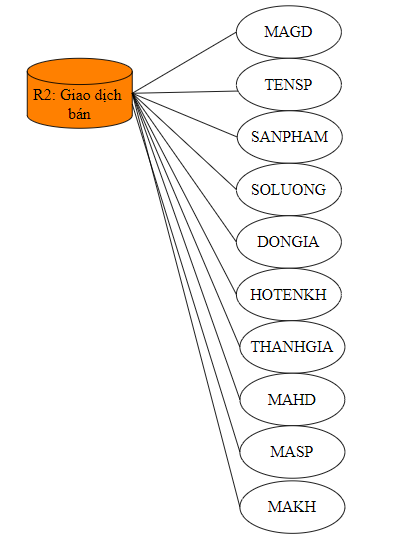 R2: Giao dịch
bán
MAGD
TENSP
SANPHAM
SOLUONG
DONGIA
HOTENKH
THANHGIA
MAHD
MASP
MAKH